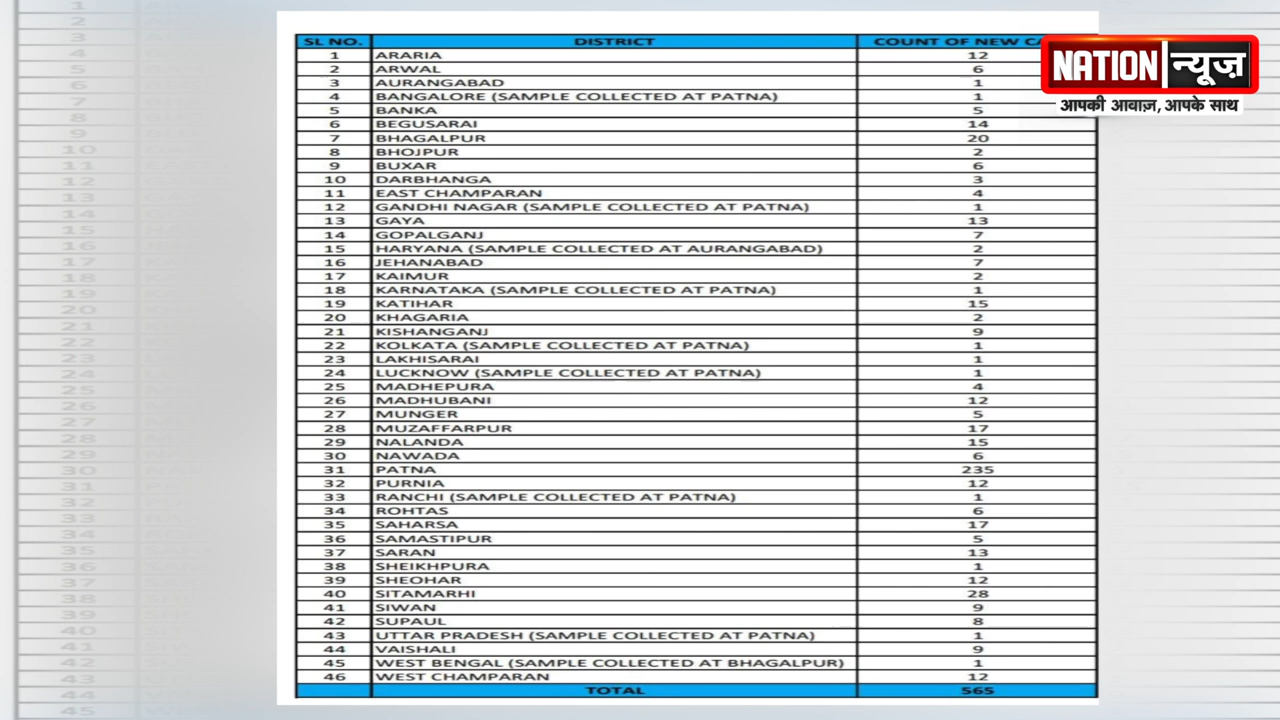 SL NO. DISTRICT COUNT OF NEW
1 ARARIA 12
2 ARWAL 6
3 AURANGABAD 1
4 BANGALORE (SAMPLE COLLECTED AT PATNA) 1
5 BANKA 5
6 BEGUSARAI 14
7 BHAGALPUR 20
8 BHOJPUR 2
9 BUXAR 6
10 DARBHANGA 3
11 EAST CHAMPARAN 4
12 GANDHI NAGAR (SAMPLE COLLECTED AT PATNA) 1
13 GAYA 13
14 GOPALGANJ 7
15 HARYANA (SAMPLE COLLECTED AT AURANGABAD) 2
16 JEHANABAD 7
17 KAIMUR 2
18 KARNATAKA (SAMPLE COLLECTED AT PATNA) 1
19 KATIHAR 15
20 KHAGARIA 2
21 KISHANGANJ 9
22 KOLKATA (SAMPLE COLLECTED AT PATNA) 1
23 LAKHISARAI 1
24 LUCKNOW (SAMPLE COLLECTED AT PATNA) 1
25 MADHEPURA 4
26 MADHUBANI 12
27 MUNGER 5
28 MUZAFFARPUR 17
29 NALANDA 15
30 NAWADA 6
31 PATNA 235
32 PURNIA 12
33 RANCHI (SAMPLE COLLECTED AT PATNA) 1
34 ROHTAS 6
35 SAHARSA 17
36 SAMASTIPUR 5
37 SARAN 13
38 SHEIKHPURA 1
39 SHEOHAR 12
40 SITAMARHI 28
41 SIWAN 9
42 SUPAUL 8
43 UTTAR PRADESH (SAMPLE COLLECTED AT PATNA) 1
44 VAISHALI 9
45 WEST BENGAL (SAMPLE COLLECTED AT BHAGALPUR) 1
46 WEST CHAMPARAN 12
TOTAL 565
NATION न्यूज़
आपकी आवाज़, आपके साथ